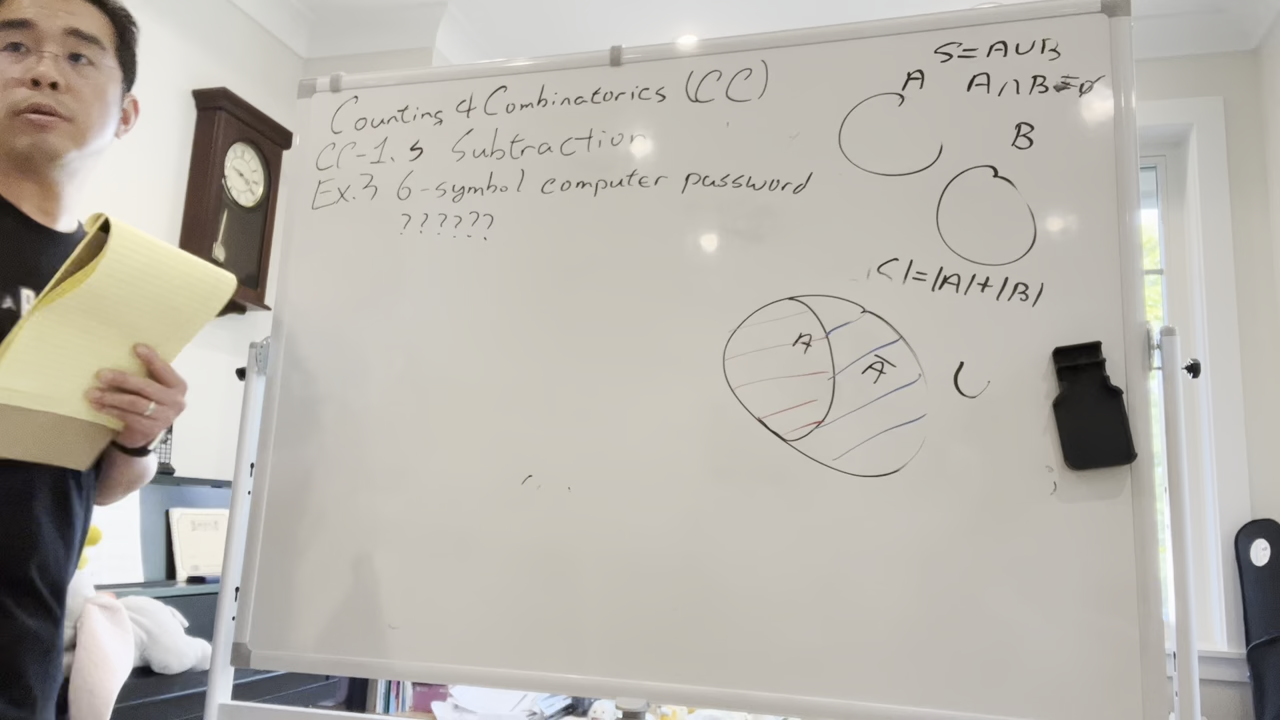 Counting & Combinatorics (CC)
CC-1.5 Subtraction
Ex.3 6-symbol computer password
??????
S=A∪B
A∩B=∅
A
B
|=|A|+|B|
A
Ā